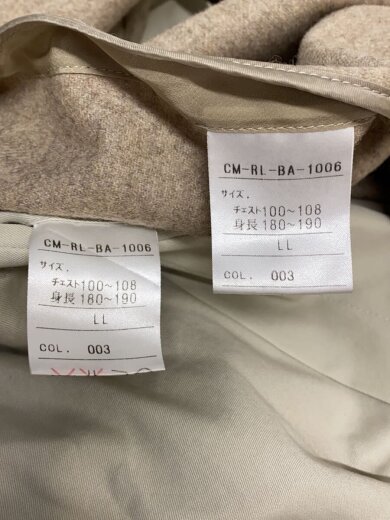 CM-RL-BA-1006
サイズ.
チェスト100~108
身長180~190
LL
COL. 003
CM-RL-BA-1006
サイズ.
チェスト100~108
身長180~190
LL
COL. 003